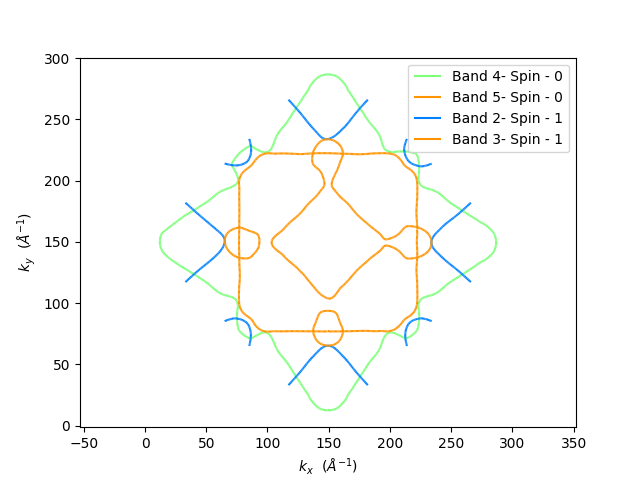 300
250
200
150
100
50
0
k_y (Å⁻¹)
Band 4- Spin - 0
Band 5- Spin - 0
Band 2- Spin - 1
Band 3- Spin - 1
−50 0 50 100 150 200 250 300 350
k_x (Å⁻¹)